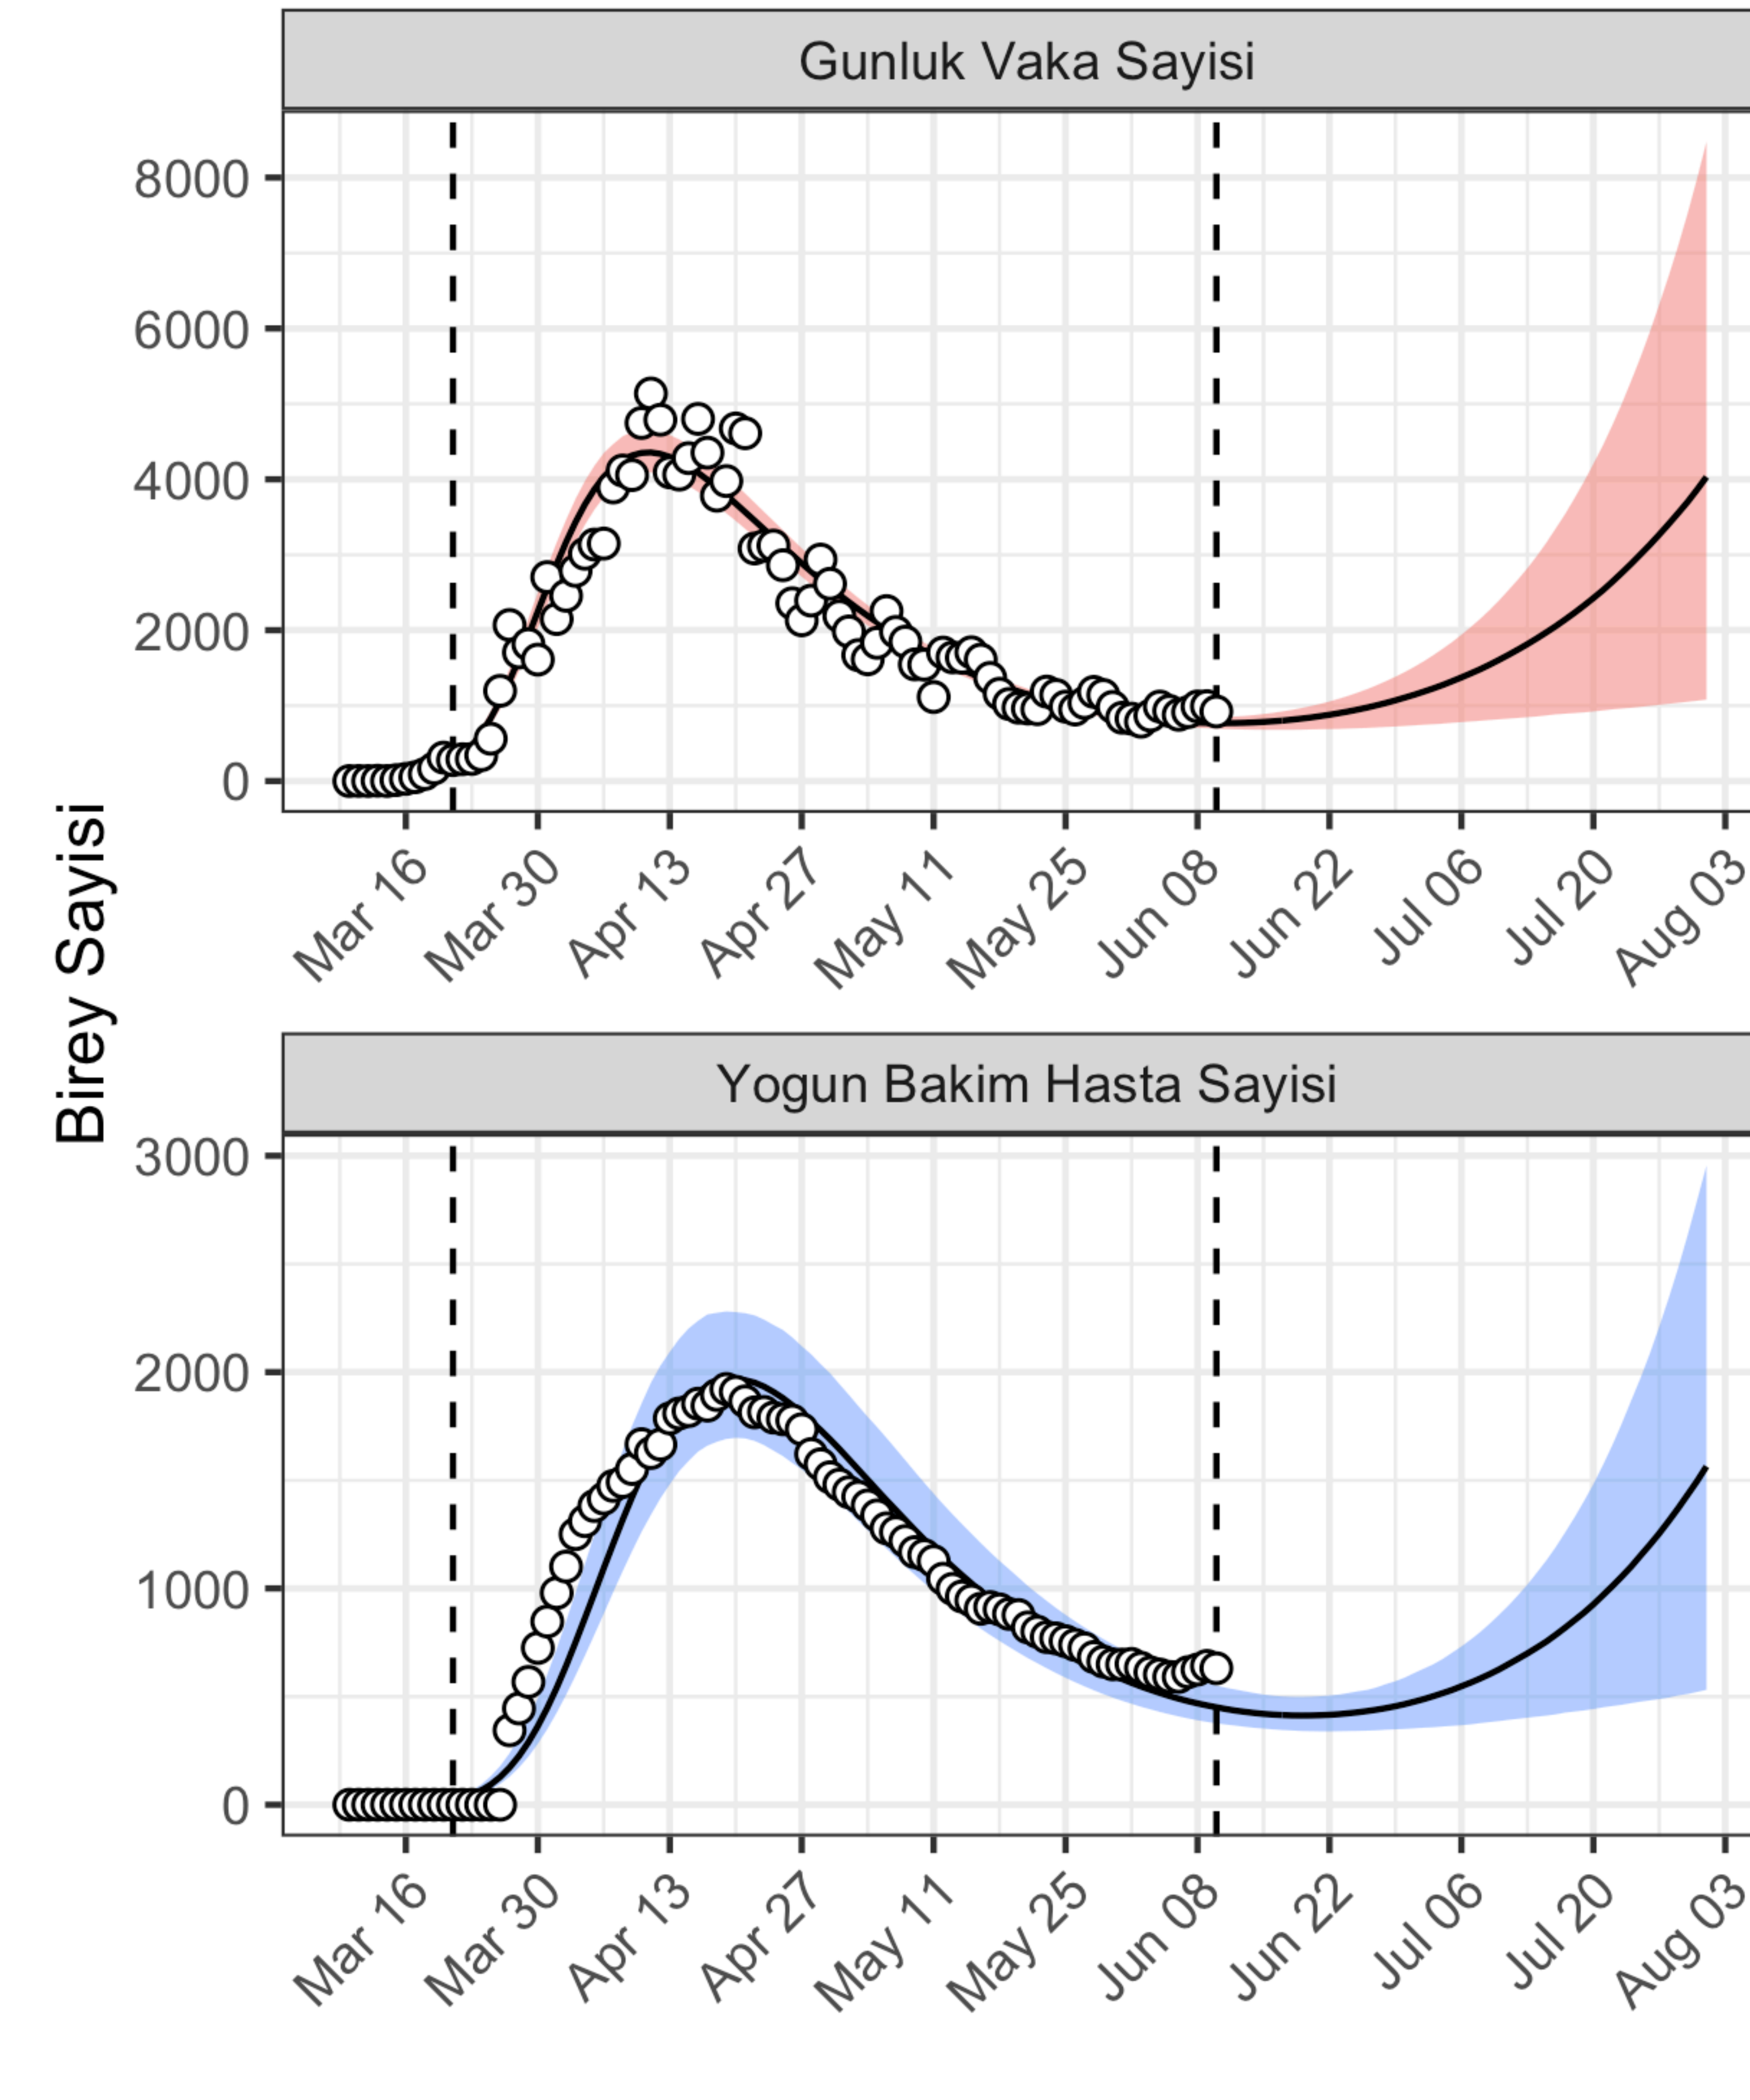 Gunluk Vaka Sayisi
8000
6000
4000
2000
0
Mar 16
Mar 30
Apr 13
Apr 27
May 11
May 25
Jun 08
Jun 22
Jul 06
Jul 20
Aug 03
Birey Sayisi
Yogun Bakim Hasta Sayisi
3000
2000
1000
0
Mar 16
Mar 30
Apr 13
Apr 27
May 11
May 25
Jun 08
Jun 22
Jul 06
Jul 20
Aug 03